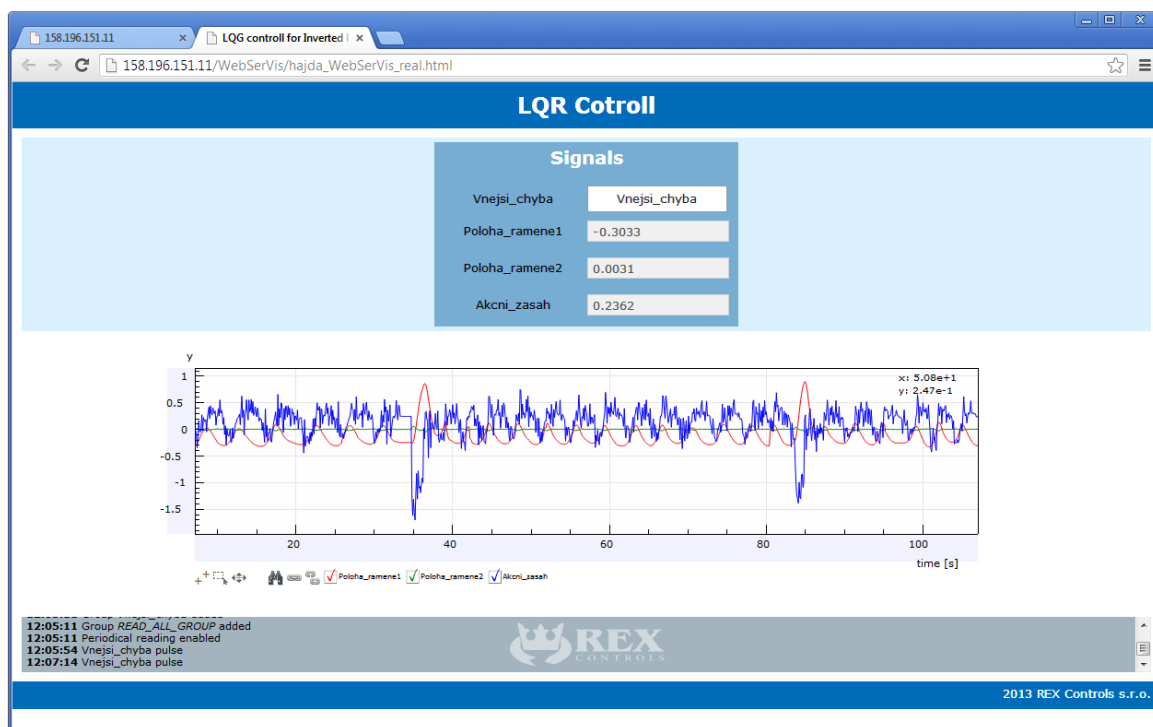 158.196.151.11
LQG controll for Inverted
158.196.151.11/WebSerVis/hajda_WebSerVis_real.html
LQR Cotroll
Signals
Vnejsi_chyba Vnejsi_chyba
Poloha_ramene1 -0.3033
Poloha_ramene2 0.0031
Akcni_zasah 0.2362
y
x: 5.08e+1
y: 2.47e-1
1
0.5
0
-0.5
-1
-1.5
20 40 60 80 100
time [s]
Poloha_ramene1 Poloha_ramene2 Akcni_zasah
12:05:11 Group READ_ALL_GROUP added
12:05:11 Periodical reading enabled
12:05:54 Vnejsi_chyba pulse
12:07:14 Vnejsi_chyba pulse
REX
CONTROLS
2013 REX Controls s.r.o.